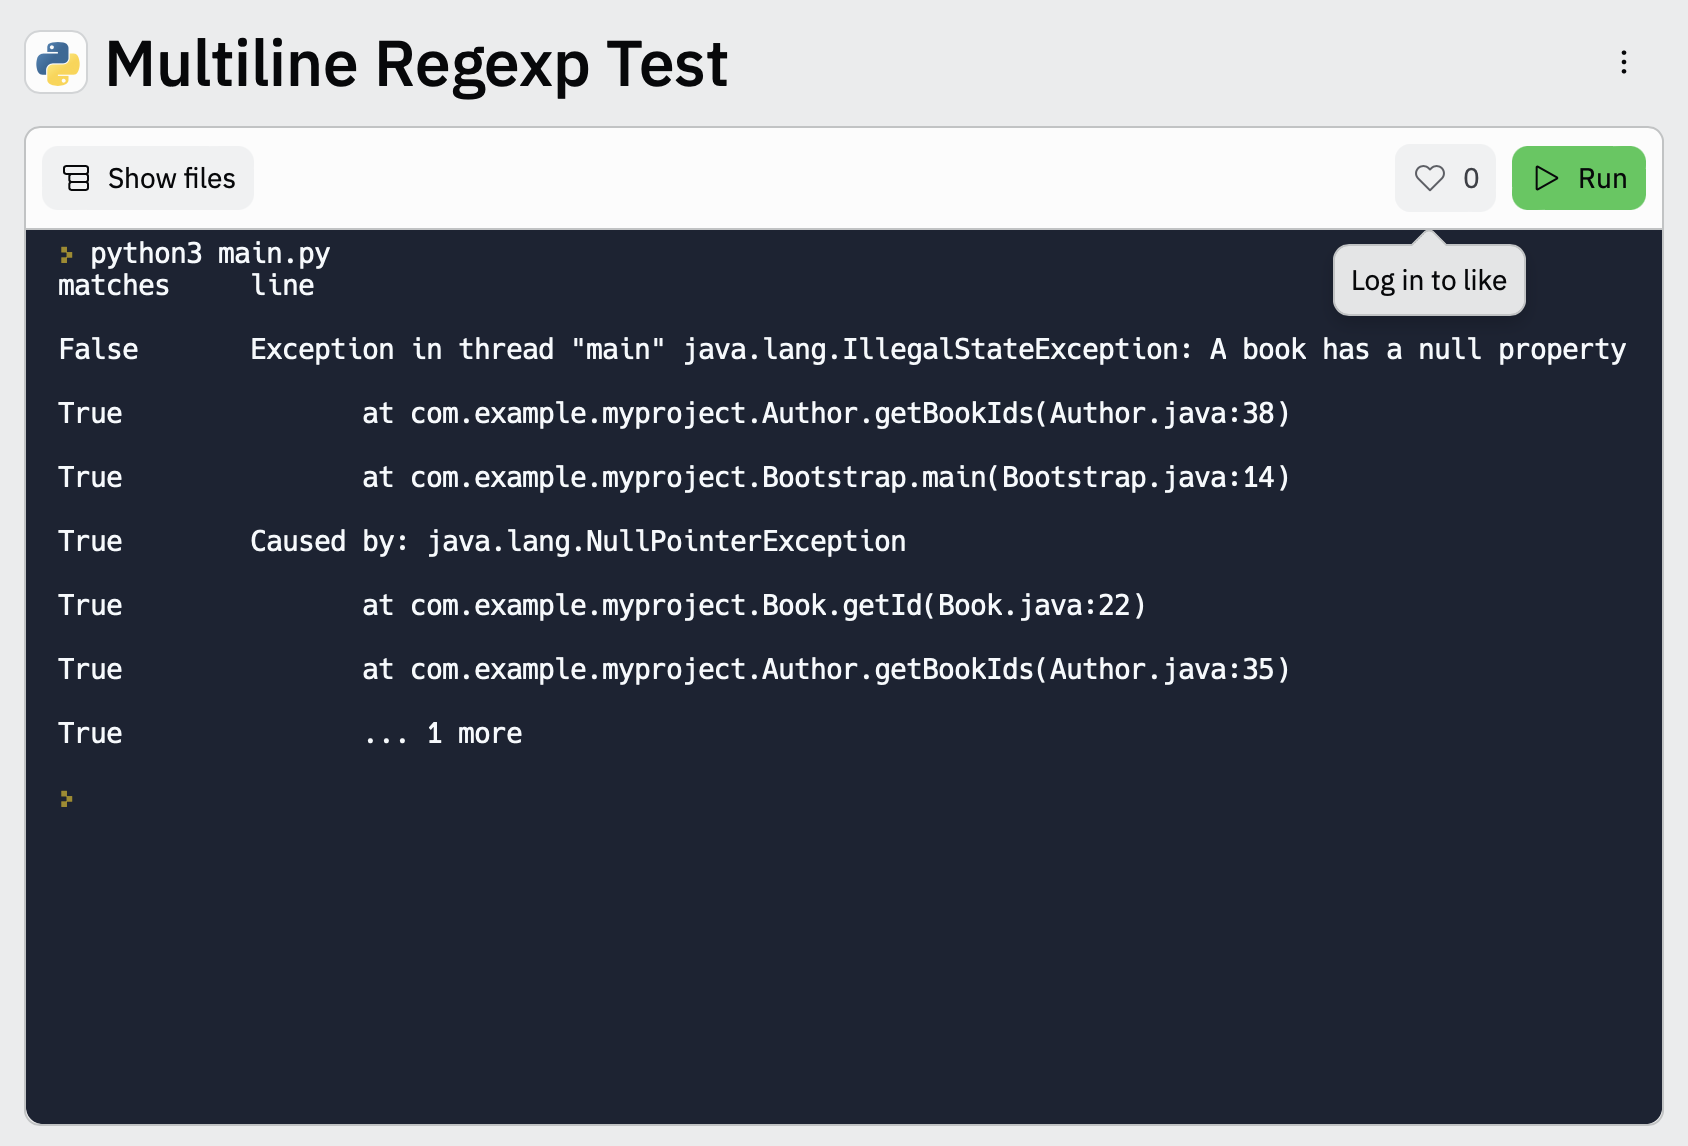 Multiline Regexp Test
Show files
0
Run
Log in to like
python3 main.py
matches line
False Exception in thread "main" java.lang.IllegalStateException: A book has a null property
True at com.example.myproject.Author.getBookIds(Author.java:38)
True at com.example.myproject.Bootstrap.main(Bootstrap.java:14)
True Caused by: java.lang.NullPointerException
True at com.example.myproject.Book.getId(Book.java:22)
True at com.example.myproject.Author.getBookIds(Author.java:35)
True ... 1 more